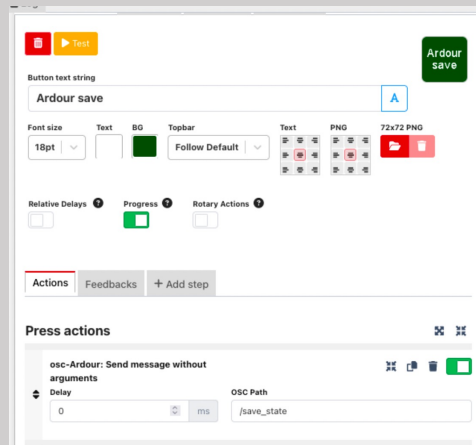 Test
Ardour
save
Button text string
Ardour save
A
Font size Text BG Topbar Text PNG 72x72 PNG
18pt Follow Default
Relative Delays ? Progress ? Rotary Actions ?
Actions Feedbacks + Add step
Press actions
osc-Ardour: Send message without
arguments
Delay OSC Path
0 ms /save_state